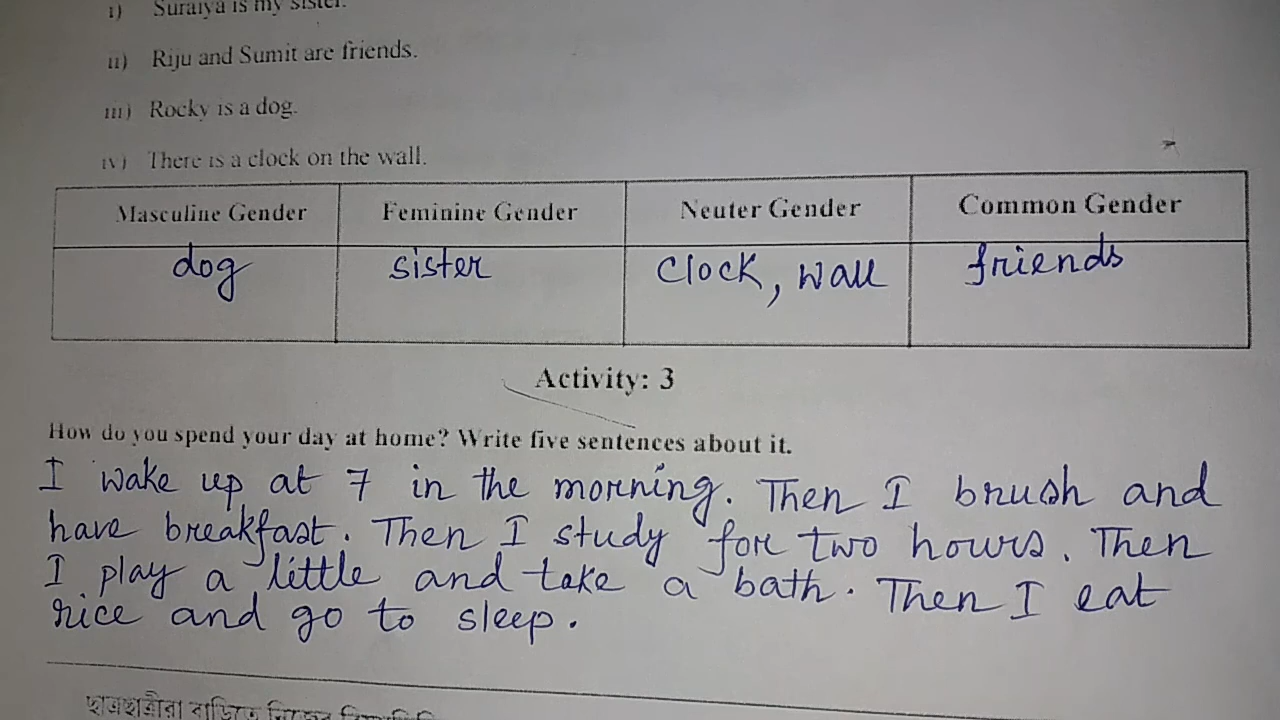 i) Suraiya is my sister.
ii) Riju and Sumit are friends.
iii) Rocky is a dog.
iv) There is a clock on the wall.
Masculine Gender Feminine Gender Neuter Gender Common Gender
dog sister Clock, wall friends
Activity: 3
How do you spend your day at home? Write five sentences about it.
I wake up at 7 in the morning. Then I brush and
have breakfast. Then I study for two hours. Then
I play a little and take a bath. Then I eat
rice and go to sleep.
ছাত্রছাত্রীরা বাড়িতে নিজের